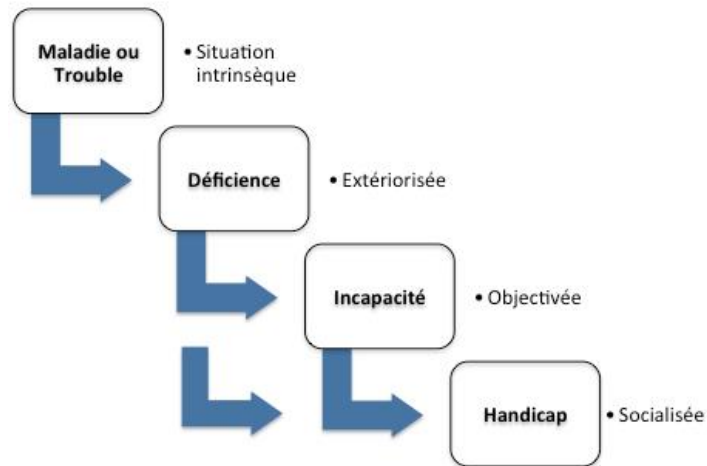 Maladie ou
Trouble
• Situation
intrinsèque
Déficience
• Extériorisée
Incapacité
• Objectivée
Handicap
• Socialisée